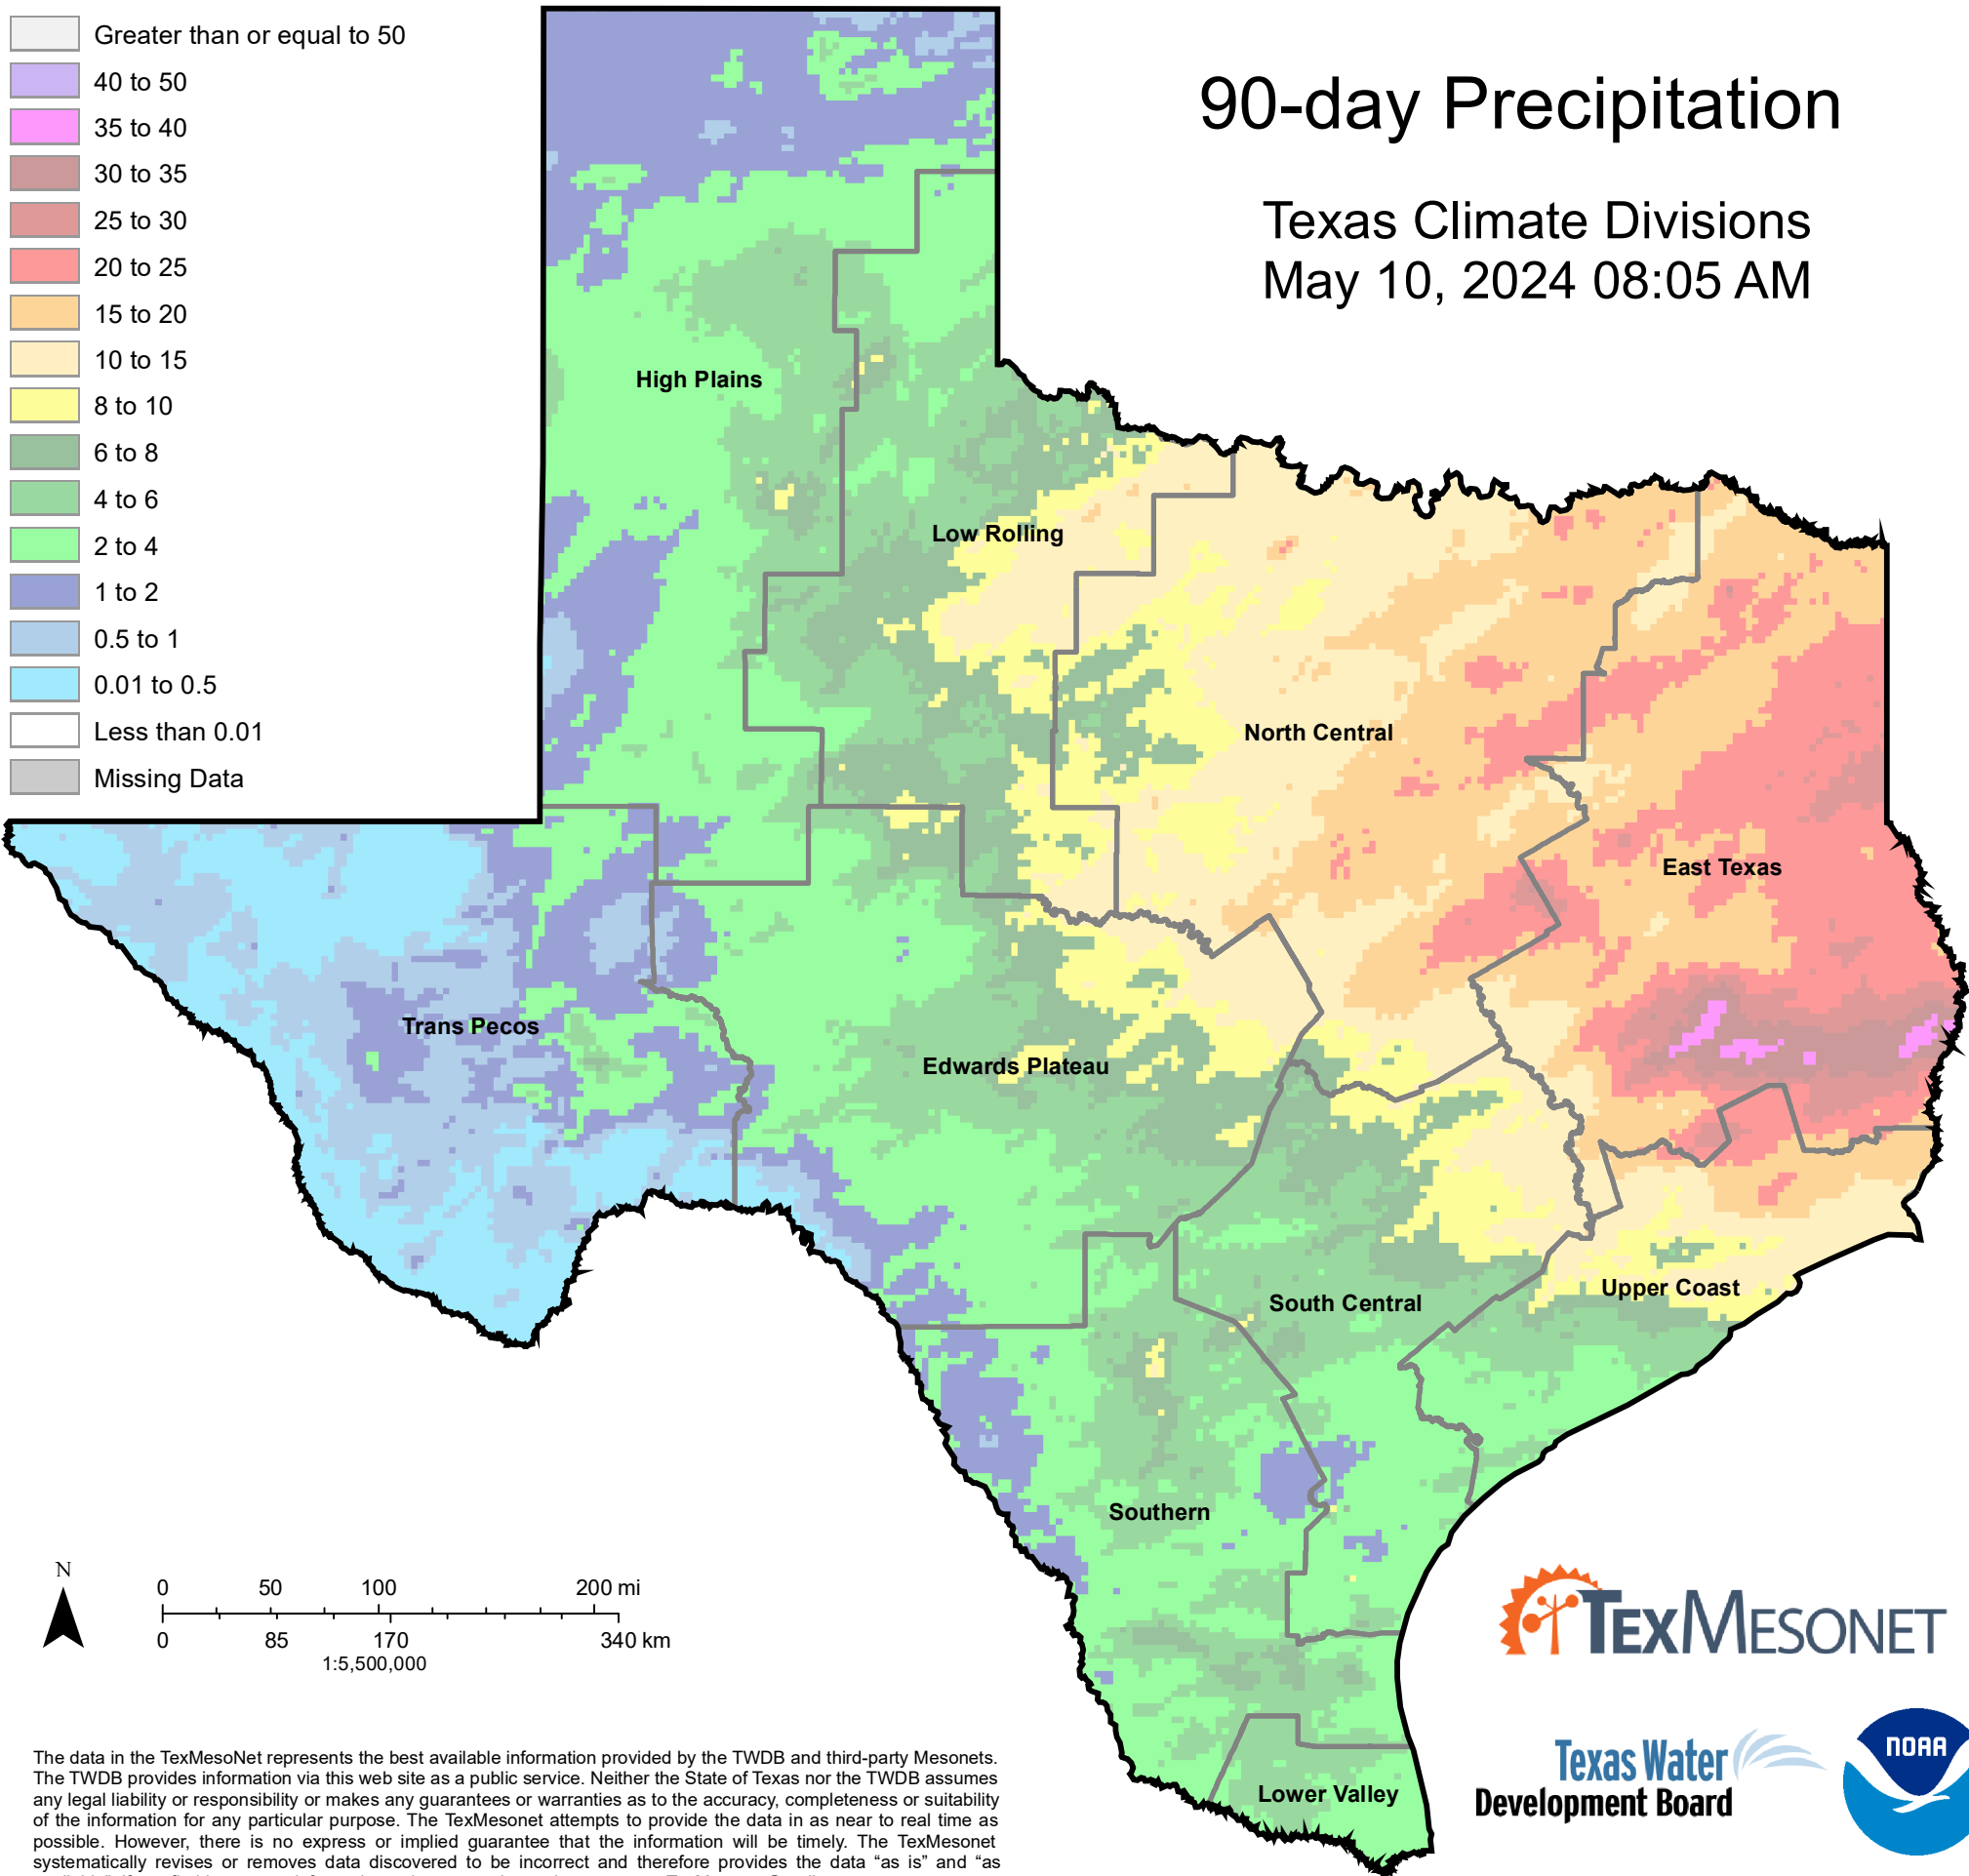 Greater than or equal to 50
40 to 50
35 to 40
30 to 35
25 to 30
20 to 25
15 to 20
10 to 15
8 to 10
6 to 8
4 to 6
2 to 4
1 to 2
0.5 to 1
0.01 to 0.5
Less than 0.01
Missing Data
90-day Precipitation
Texas Climate Divisions
May 10, 2024 08:05 AM
High Plains
Low Rolling
North Central
East Texas
Trans Pecos
Edwards Plateau
Upper Coast
South Central
Southern
Lower Valley
N
0 50 100 200 mi
0 85 170 340 km
1:5,500,000
TEXMESONET
Texas Water
Development Board
NOAA
The data in the TexMesoNet represents the best available information provided by the TWDB and third-party Mesonets.
The TWDB provides information via this web site as a public service. Neither the State of Texas nor the TWDB assumes
any legal liability or responsibility or makes any guarantees or warranties as to the accuracy, completeness or suitability
of the information for any particular purpose. The TexMesonet attempts to provide the data in as near to real time as
possible. However, there is no express or implied guarantee that the information will be timely. The TexMesonet
systematically revises or removes data discovered to be incorrect and therefore provides the data “as is” and “as